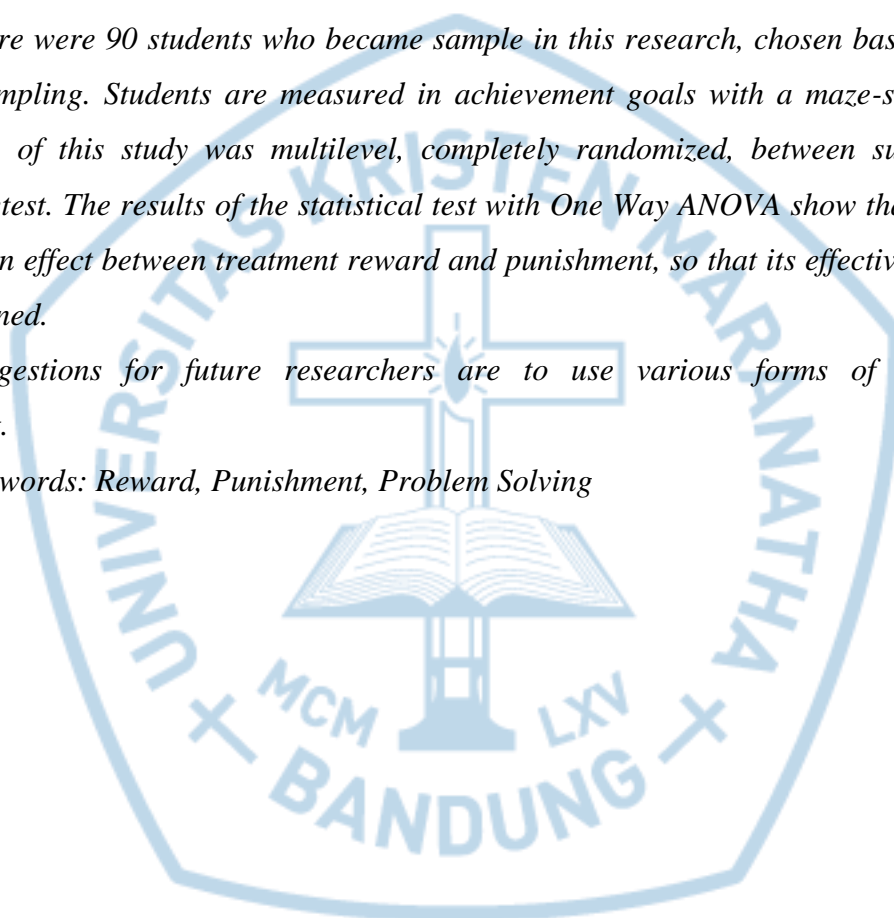 re were 90 students who became sample in this research, chosen bas
mpling. Students are measured in achievement goals with a maze-s
of this study was multilevel, completely randomized, between su
test. The results of the statistical test with One Way ANOVA show tha
n effect between treatment reward and punishment, so that its effectiv
ned.
gestions for future researchers are to use various forms of
.
words: Reward, Punishment, Problem Solving
UNIVERSITAS KRISTEN MARANATHA
MCM LXV
BANDUNG